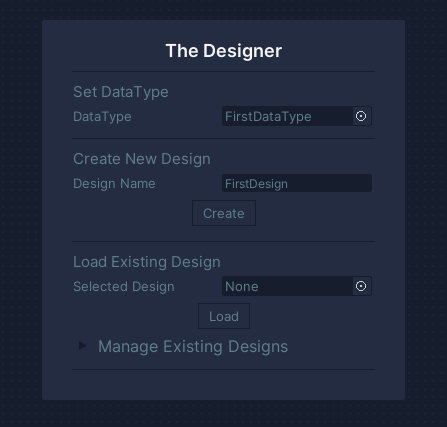 The Designer
Set DataType
DataType FirstDataType
Create New Design
Design Name FirstDesign
Create
Load Existing Design
Selected Design None
Load
Manage Existing Designs